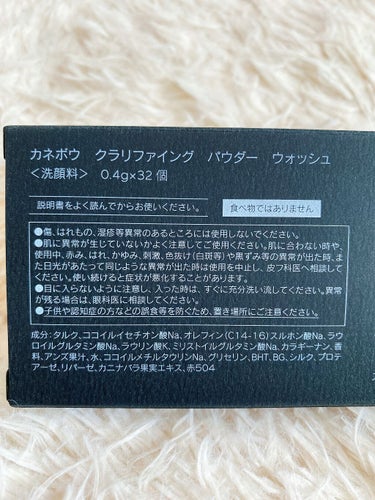 カネボウ クラリファイング パウダー ウォッシュ
<洗顔料> 0.4g×32個
説明書をよく読んでからお使いください。 食べ物ではありません
●傷、はれもの、湿疹等異常のあるところには使用しないでください。
●肌に異常が生じていないかよく注意してご使用ください。肌に合わない時や、
使用中、赤み、はれ、かゆみ、刺激、色抜け(白斑等)や黒ずみ等の異常が出た時、ま
た日光があたって同じような異常が出た時は使用を中止し、皮フ科医へ相談して
ください。使い続けると症状が悪化することがあります。
●目に入らないように注意し、入った時は、すぐに充分洗い流してください。異常
が残る場合は、眼科医に相談してください。
●子供や認知症の方などの誤食等を防ぐため、置き場所にご注意ください。
成分:タルク、ココイルイセチオン酸Na、オレフィン(C14-16)スルホン酸Na、ラウ
ロイルグルタミン酸Na、ラウリン酸K、ミリストイルグルタミン酸Na、カラギーナン、香
料、アンズ果汁、水、ココイルメチルタウリンNa、グリセリン、BHT、BG、シルク、プロテ
アーゼ、リパーゼ、カニナバラ果実エキス、赤504